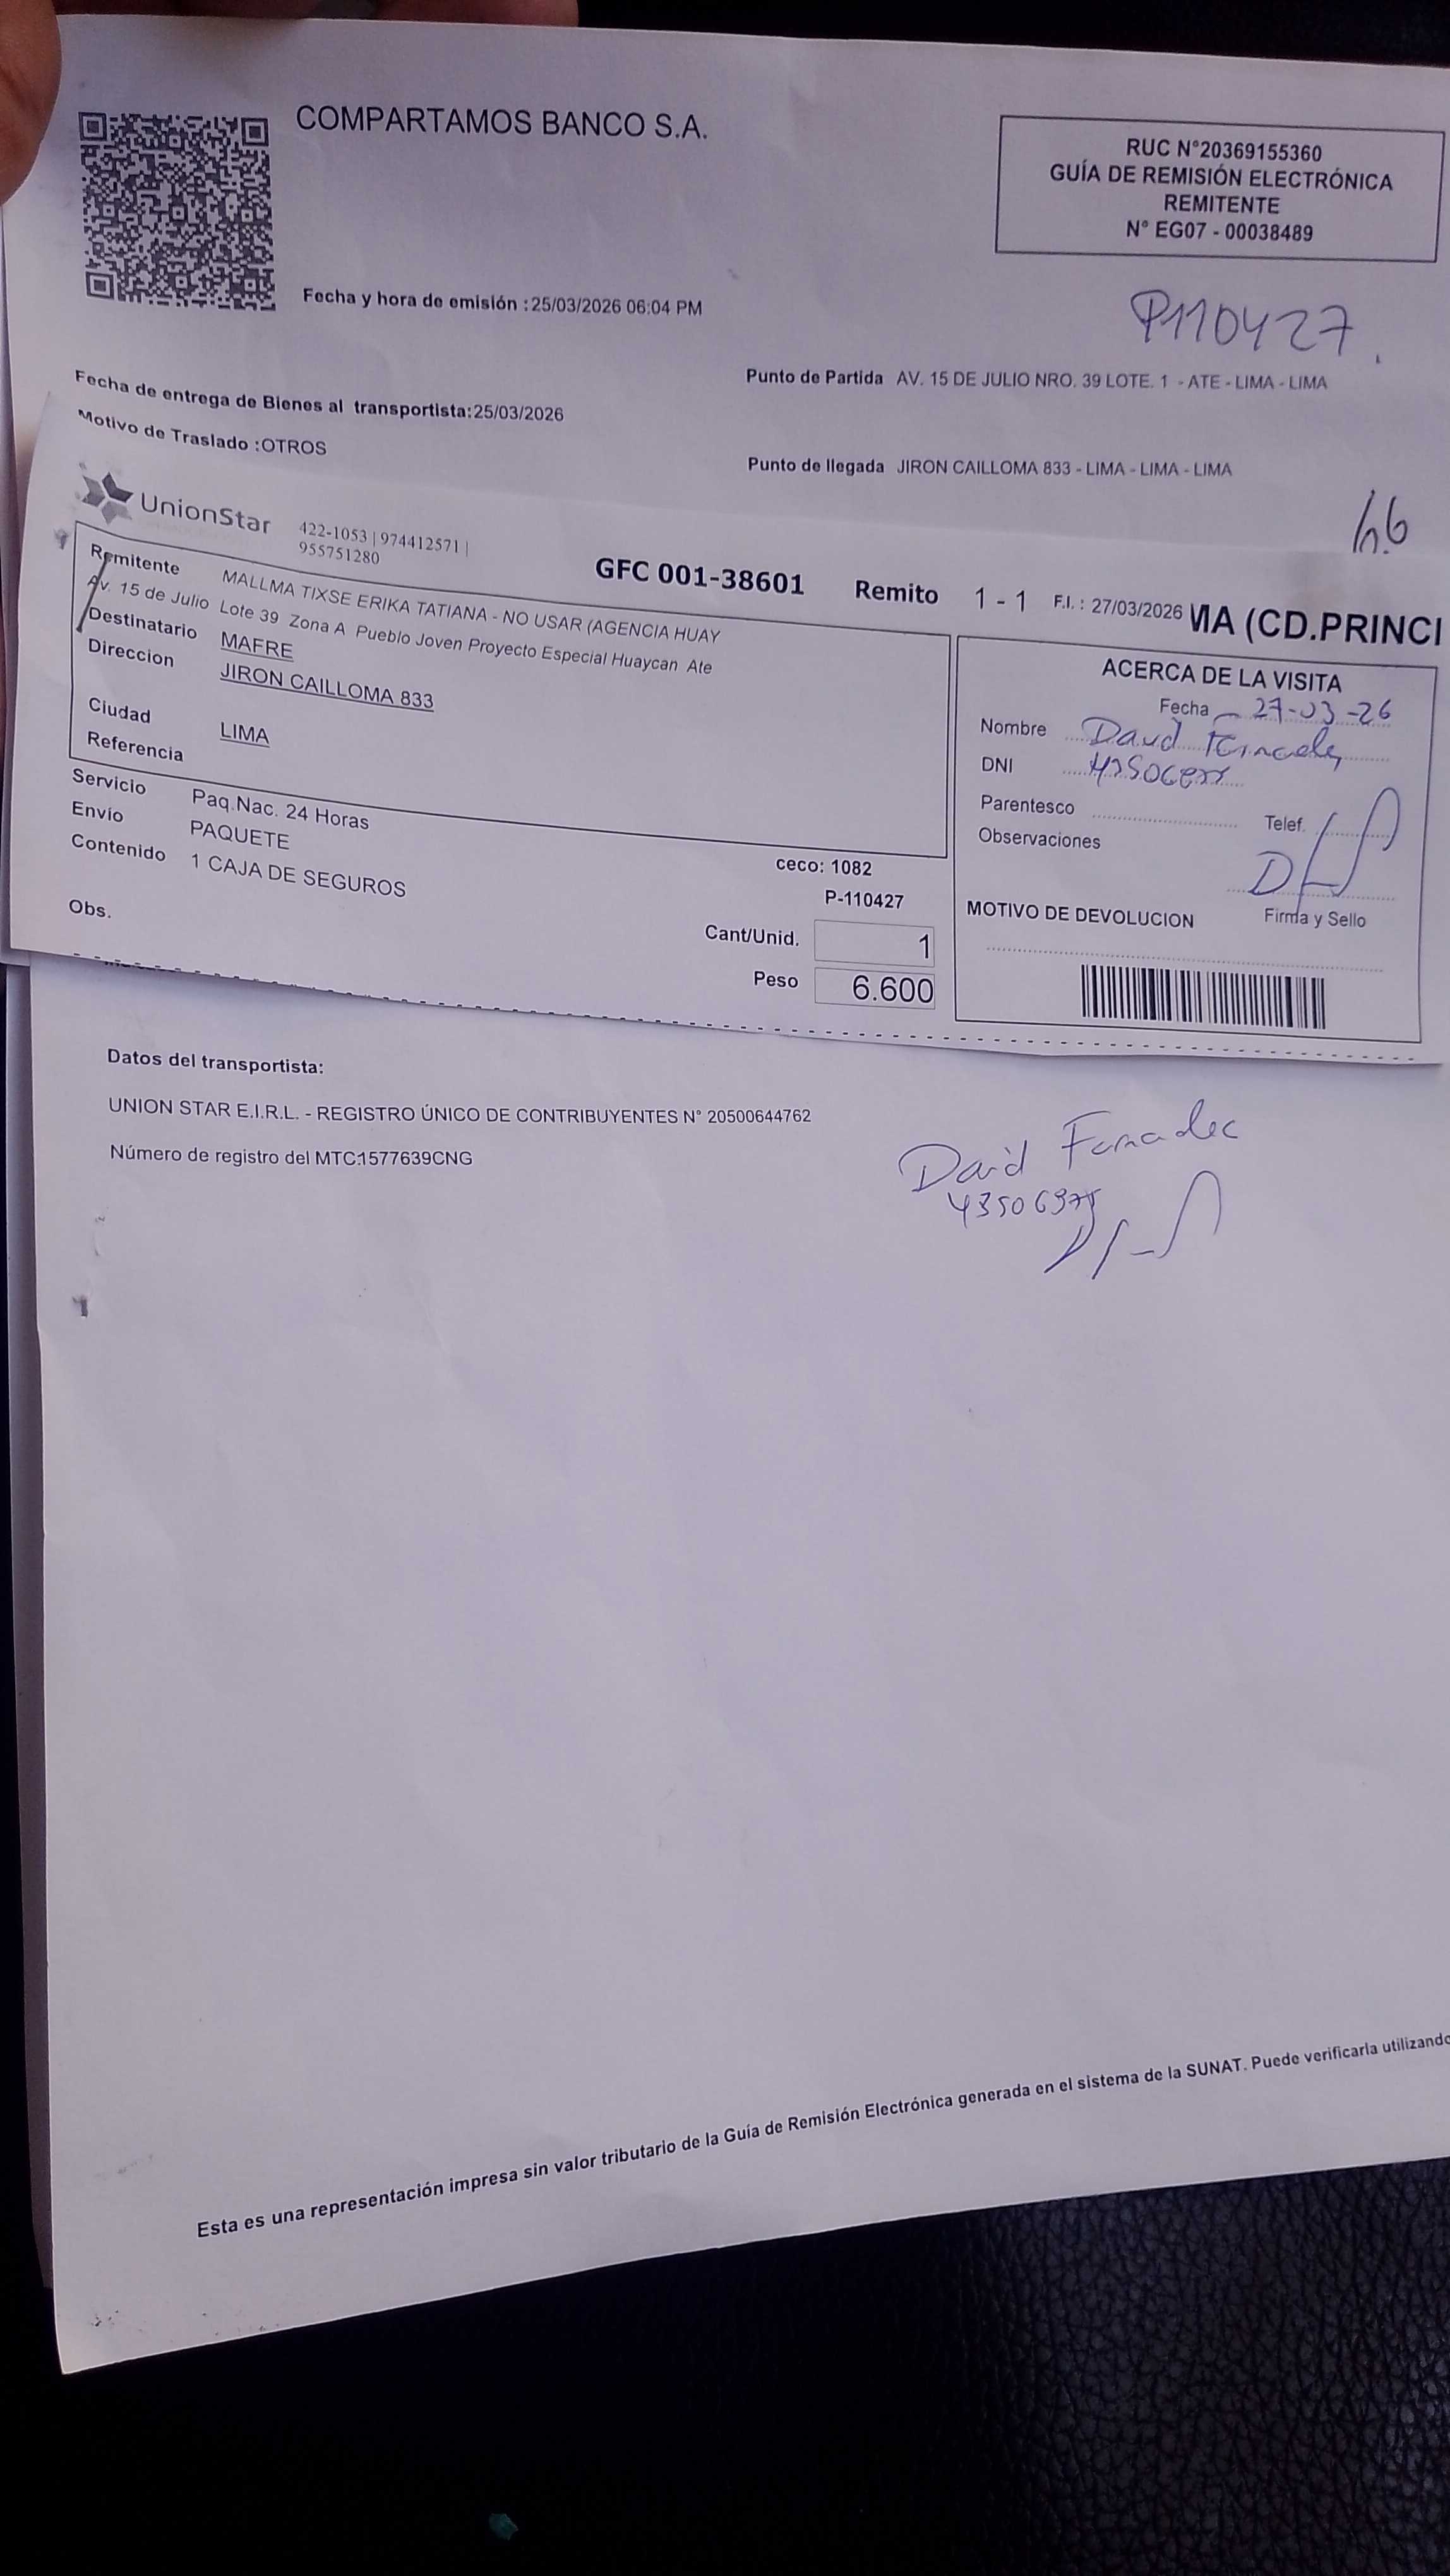 COMPARTAMOS BANCO S.A.
RUC N°20369155360
GUÍA DE REMISIÓN ELECTRÓNICA
REMITENTE
N° EG07 - 00038489
Fecha y hora de emisión :25/03/2026 06:04 PM
P110427.
Fecha de entrega de Bienes al transportista:25/03/2026
Punto de Partida AV. 15 DE JULIO NRO. 39 LOTE. 1 - ATE - LIMA - LIMA
Motivo de Traslado :OTROS
Punto de llegada JIRON CAILLOMA 833 - LIMA - LIMA - LIMA
UnionStar
422-1053 | 974412571 |
955751280
GFC 001-38601 Remito 1 - 1 F.I. : 27/03/2026 MA (CD.PRINCI
Remitente MALLMA TIXSE ERIKA TATIANA - NO USAR (AGENCIA HUAY
Av. 15 de Julio Lote 39 Zona A Pueblo Joven Proyecto Especial Huaycan Ate
Destinatario MAFRE
Direccion JIRON CAILLOMA 833
Ciudad LIMA
Referencia
Servicio Paq.Nac. 24 Horas
Envío PAQUETE
Contenido 1 CAJA DE SEGUROS
Obs.
ceco: 1082
P-110427
Cant/Unid. 1
Peso 6.600
ACERCA DE LA VISITA
Fecha 27-03-26
Nombre David
DNI
Parentesco
Telef.
Observaciones
Firma y Sello
MOTIVO DE DEVOLUCION
Datos del transportista:
UNION STAR E.I.R.L. - REGISTRO ÚNICO DE CONTRIBUYENTES N° 20500644762
Número de registro del MTC:1577639CNG
David
Esta es una representación impresa sin valor tributario de la Guía de Remisión Electrónica generada en el sistema de la SUNAT. Puede verificarla utilizando